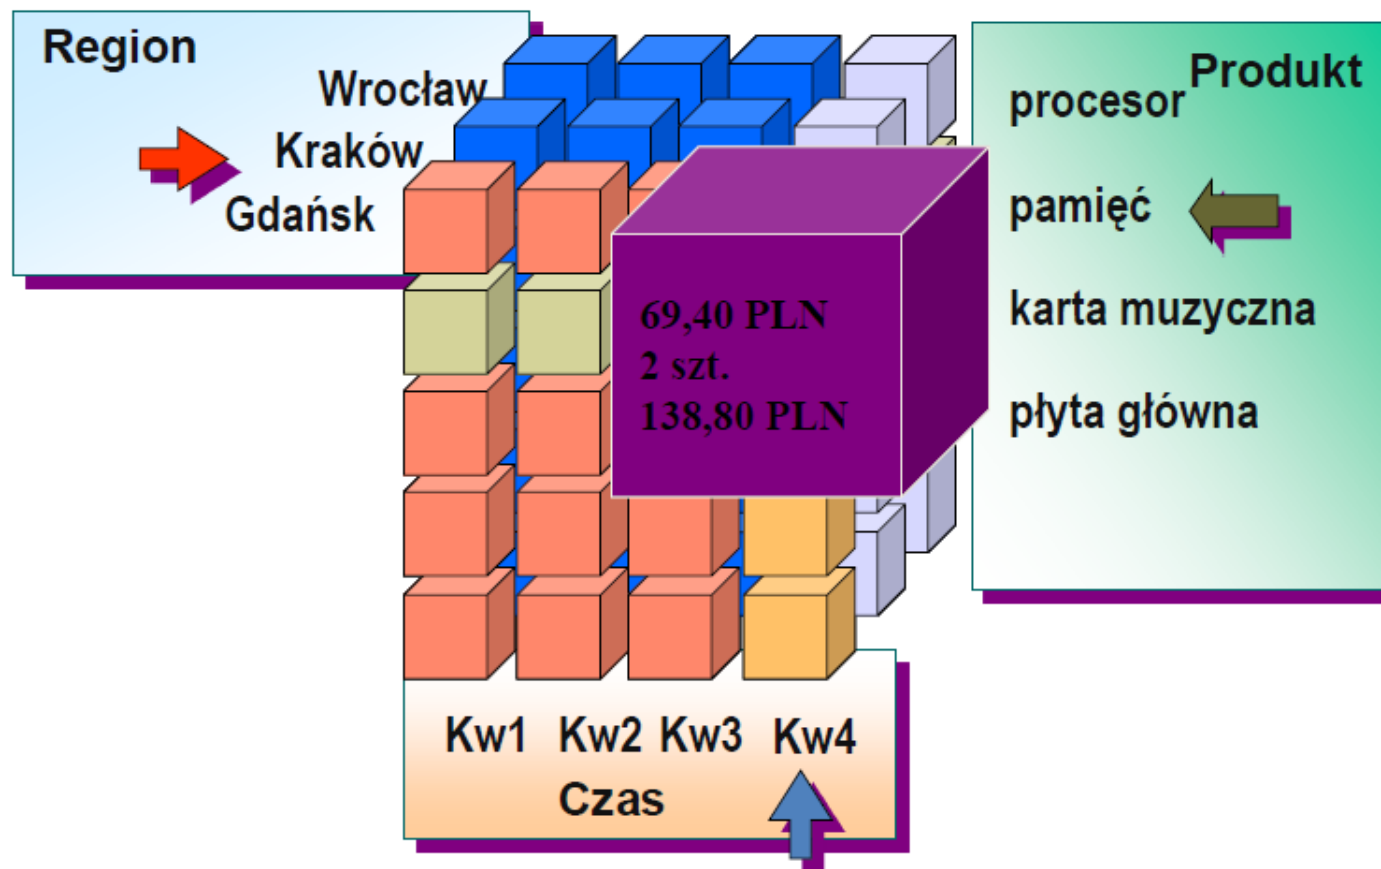 Region
Wrocław
Kraków
Gdańsk
Produkt
procesor
pamięć
karta muzyczna
płyta główna
69,40 PLN
2 szt.
138,80 PLN
Kw1 Kw2 Kw3 Kw4
Czas